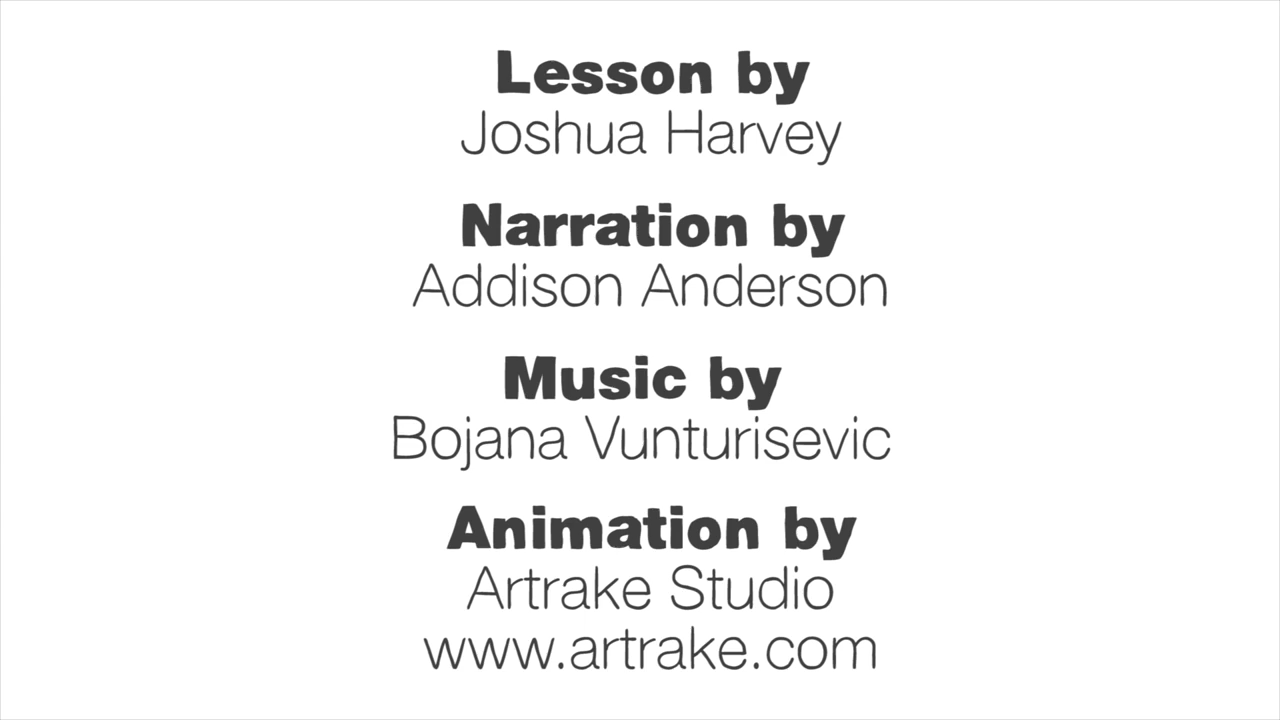 Lesson by
Joshua Harvey
Narration by
Addison Anderson
Music by
Bojana Vunturisevic
Animation by
Artrake Studio
www.artrake.com